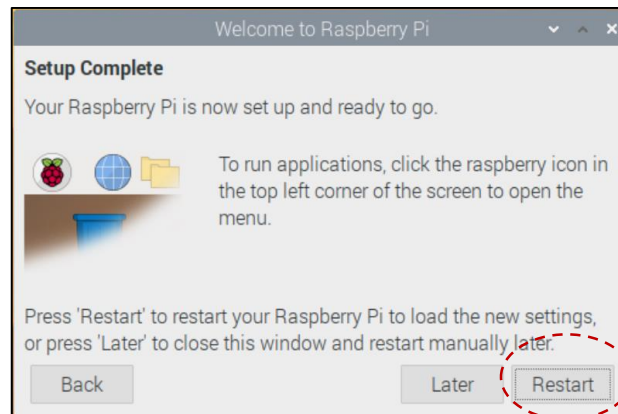 Welcome to Raspberry Pi
Setup Complete
Your Raspberry Pi is now set up and ready to go.
To run applications, click the raspberry icon in
the top left corner of the screen to open the
menu.
Press 'Restart' to restart your Raspberry Pi to load the new settings,
or press 'Later' to close this window and restart manually later.
Back
Later
Restart